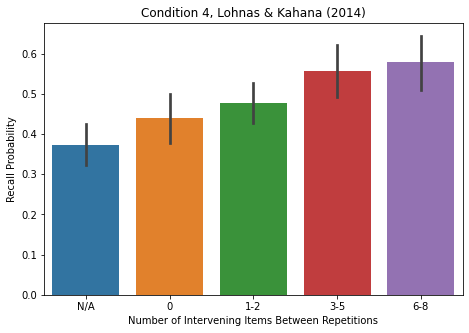 Condition 4, Lohnas & Kahana (2014)
Recall Probability
0.6
0.5
0.4
0.3
0.2
0.1
0.0
N/A 0 1-2 3-5 6-8
Number of Intervening Items Between Repetitions